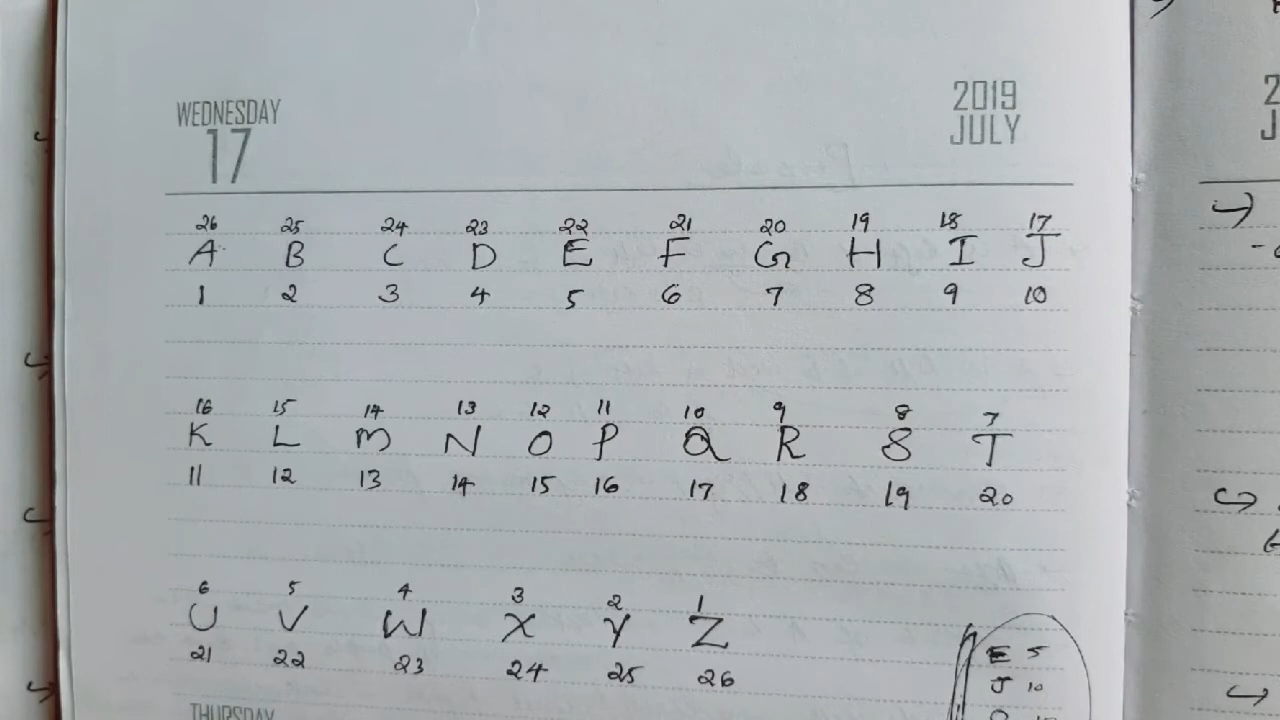 WEDNESDAY 2019
17 JULY
26 25 24 23 22 21 20 19 18 17
A B C D E F G H I J
1 2 3 4 5 6 7 8 9 10
16 15 14 13 12 11 10 9 8 7
K L M N O P Q R S T
11 12 13 14 15 16 17 18 19 20
6 5 4 3 2 1
U V W X Y Z
21 22 23 24 25 26
E 5
J 10
THURSDAY